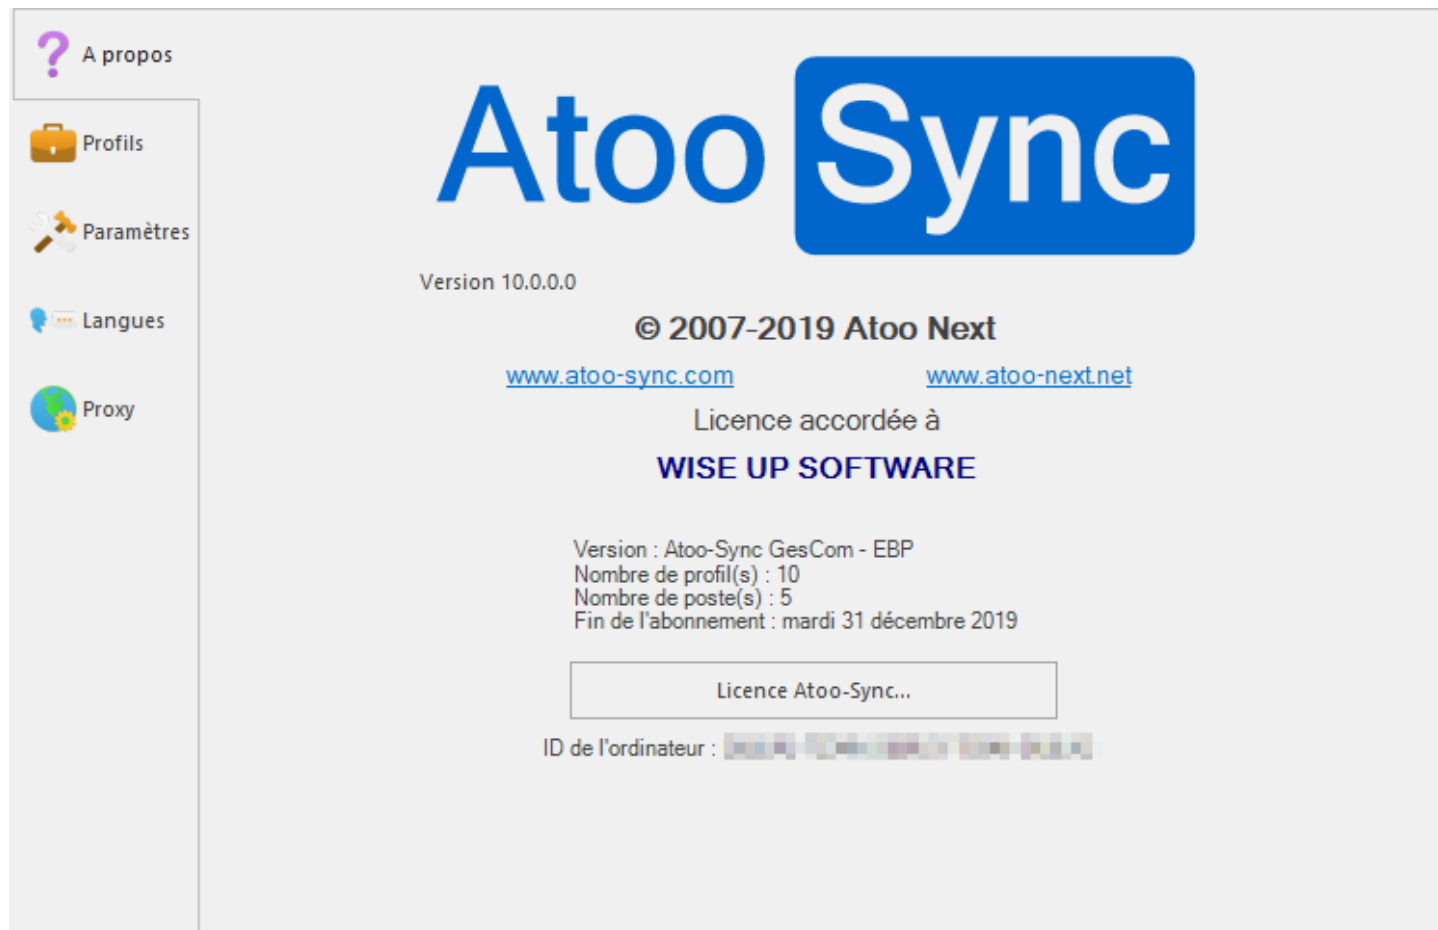 A propos
Profils
Paramètres
Langues
Proxy
Atoo Sync
Version 10.0.0.0
© 2007-2019 Atoo Next
www.atoo-sync.com www.atoo-next.net
Licence accordée à
WISE UP SOFTWARE
Version : Atoo-Sync GesCom - EBP
Nombre de profil(s) : 10
Nombre de poste(s) : 5
Fin de l'abonnement : mardi 31 décembre 2019
Licence Atoo-Sync...
ID de l'ordinateur :